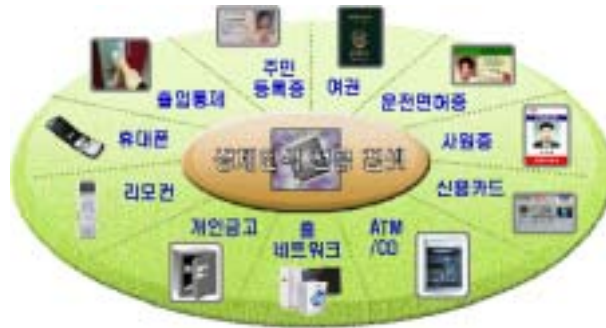 주민
등록증
여권
운전면허증
사원증
신용카드
ATM
/CD
홈
네트워크
개인금고
리모컨
휴대폰
출입통제